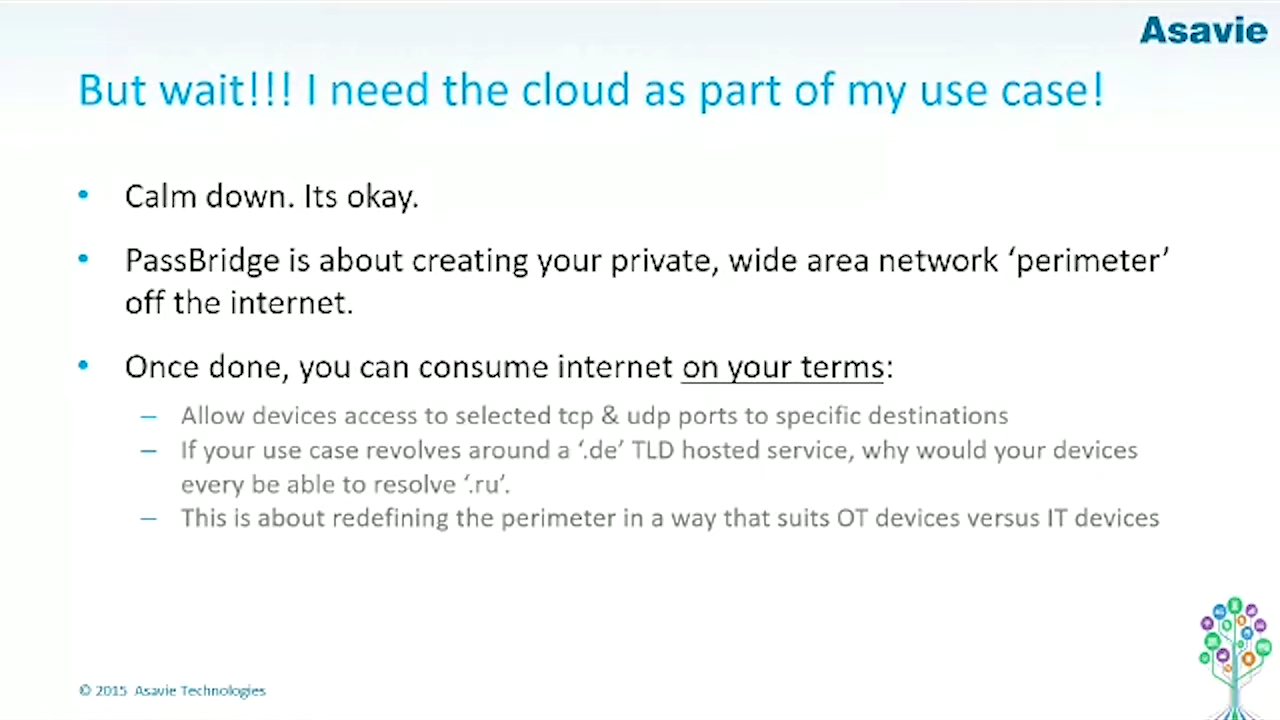 Asavie
But wait!!! I need the cloud as part of my use case!
• Calm down. Its okay.
• PassBridge is about creating your private, wide area network ‘perimeter’
off the internet.
• Once done, you can consume internet on your terms:
– Allow devices access to selected tcp & udp ports to specific destinations
– If your use case revolves around a ‘.de’ TLD hosted service, why would your devices
every be able to resolve ‘.ru’.
– This is about redefining the perimeter in a way that suits OT devices versus IT devices
© 2015 Asavie Technologies